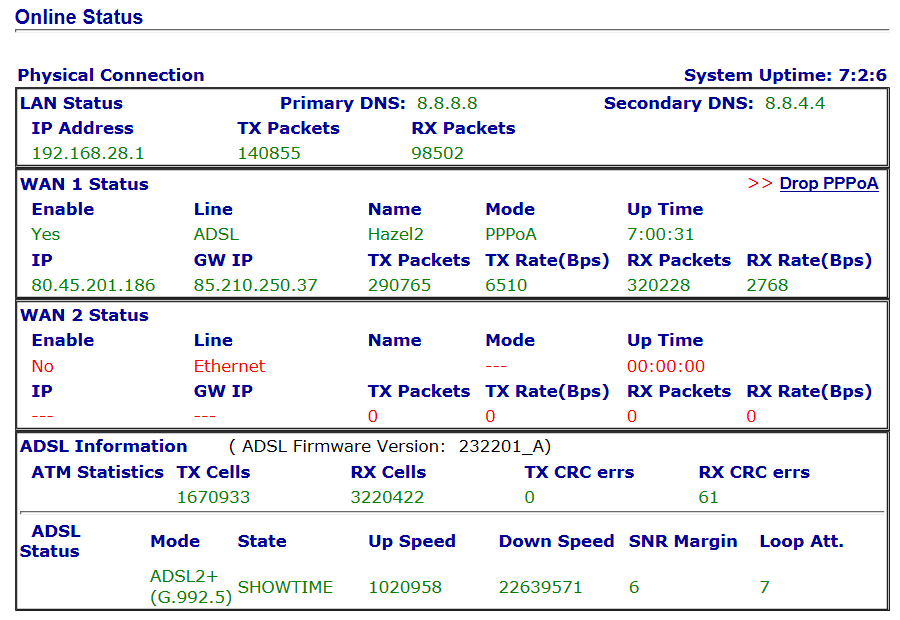 Online Status
Physical Connection System Uptime: 7:2:6
LAN Status Primary DNS: 8.8.8.8 Secondary DNS: 8.8.4.4
IP Address TX Packets RX Packets
192.168.28.1 140855 98502
WAN 1 Status >> Drop PPPoA
Enable Line Name Mode Up Time
Yes ADSL Hazel2 PPPoA 7:00:31
IP GW IP TX Packets TX Rate(Bps) RX Packets RX Rate(Bps)
80.45.201.186 85.210.250.37 290765 6510 320228 2768
WAN 2 Status
Enable Line Name Mode Up Time
No Ethernet --- 00:00:00
IP GW IP TX Packets TX Rate(Bps) RX Packets RX Rate(Bps)
--- --- 0 0 0 0
ADSL Information ( ADSL Firmware Version: 232201_A)
ATM Statistics TX Cells RX Cells TX CRC errs RX CRC errs
1670933 3220422 0 61
ADSL Status Mode State Up Speed Down Speed SNR Margin Loop Att.
ADSL2+ (G.992.5) SHOWTIME 1020958 22639571 6 7